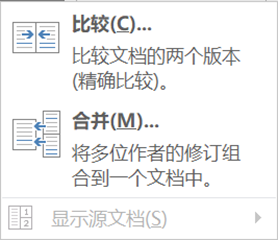 比较(C)...
比较文档的两个版本
(精确比较)。
合并(M)...
将多位作者的修订组
合到一个文档中。
显示源文档(S)